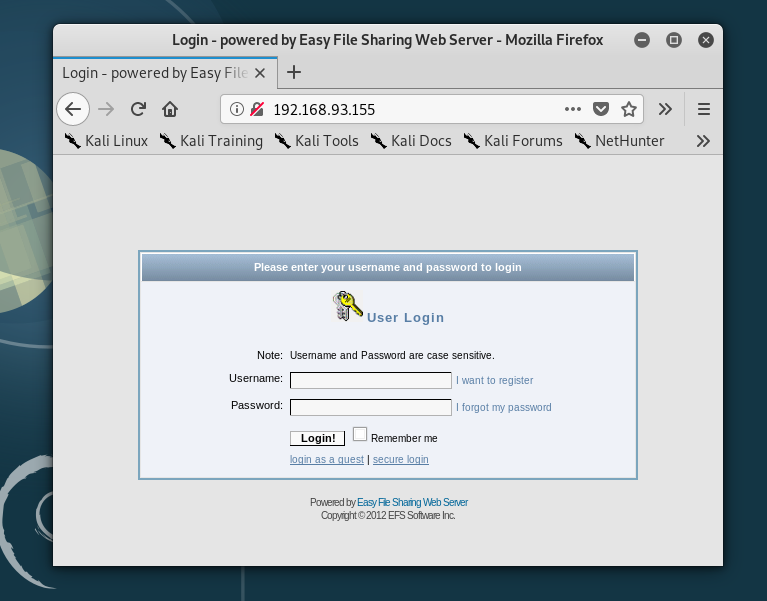 Login - powered by Easy File Sharing Web Server - Mozilla Firefox
Login - powered by Easy File
192.168.93.155
Kali Linux Kali Training Kali Tools Kali Docs Kali Forums NetHunter
Please enter your username and password to login
User Login
Note: Username and Password are case sensitive.
Username: I want to register
Password: I forgot my password
Login! Remember me
login as a guest | secure login
Powered by Easy File Sharing Web Server
Copyright © 2012 EFS Software Inc.